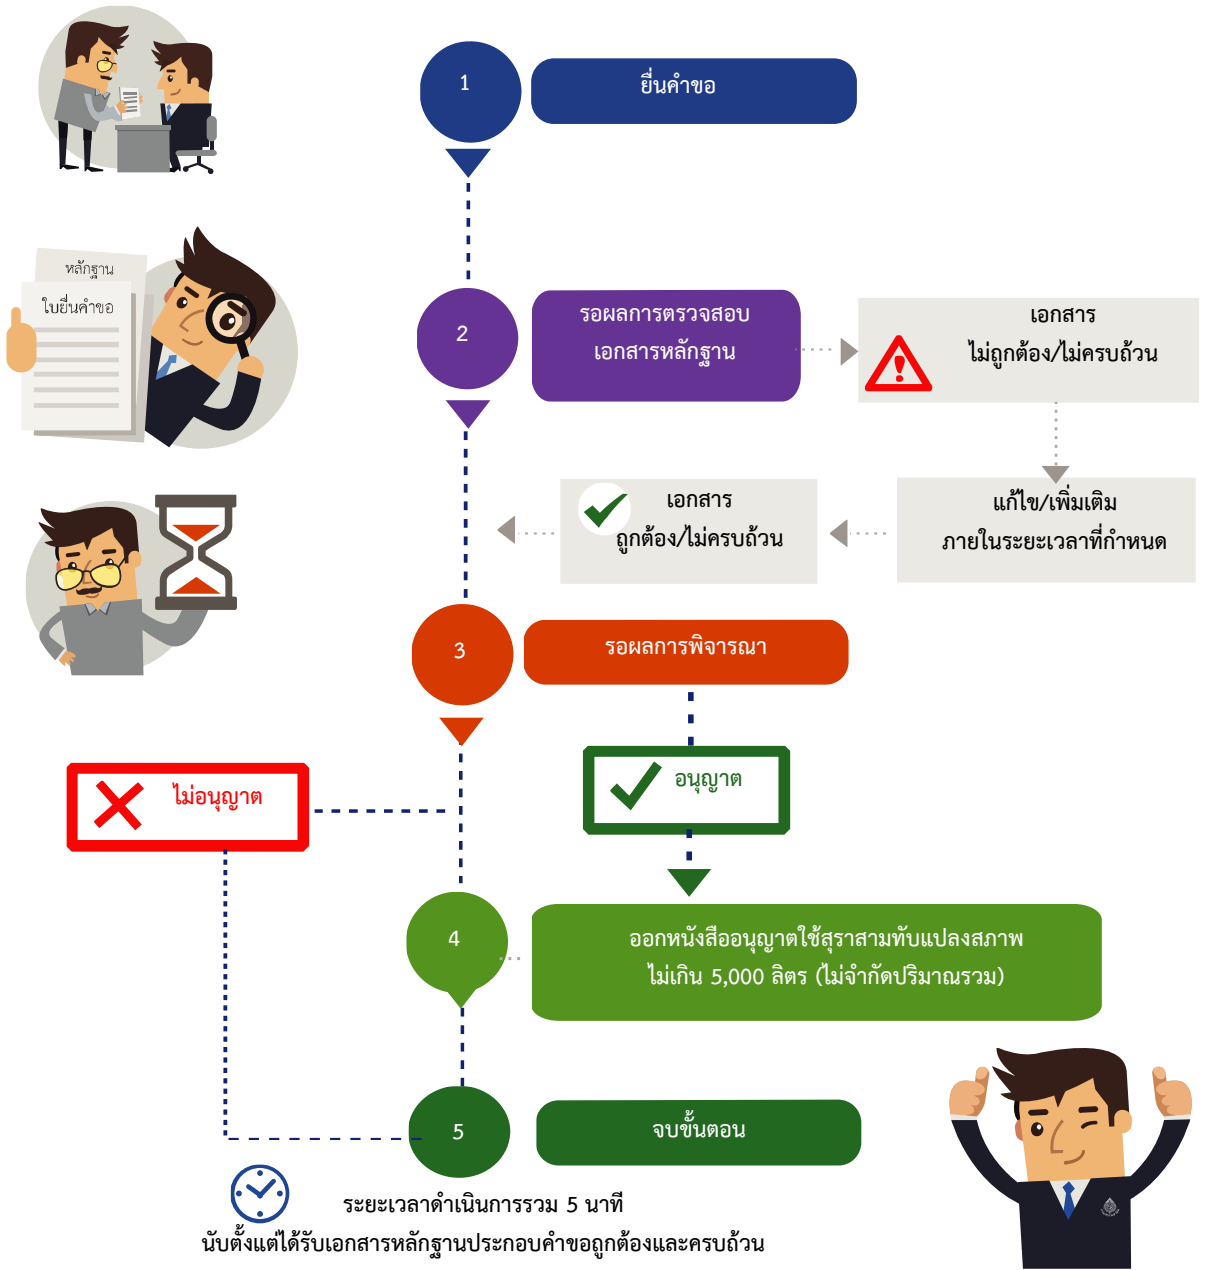 1
ยื่นคำขอ
หลักฐาน
ใบยื่นคำขอ
2
รอผลการตรวจสอบ
เอกสารหลักฐาน
เอกสาร
ไม่ถูกต้อง/ไม่ครบถ้วน
แก้ไข/เพิ่มเติม
ภายในระยะเวลาที่กำหนด
เอกสาร
ถูกต้อง/ไม่ครบถ้วน
3
รอผลการพิจารณา
อนุญาต
ไม่อนุญาต
4
ออกหนังสืออนุญาตใช้สุราสามทับแปลงสภาพ
ไม่เกิน 5,000 ลิตร (ไม่จำกัดปริมาณรวม)
5
จบขั้นตอน
ระยะเวลาดำเนินการรวม 5 นาที
นับตั้งแต่ได้รับเอกสารหลักฐานประกอบคำขอถูกต้องและครบถ้วน